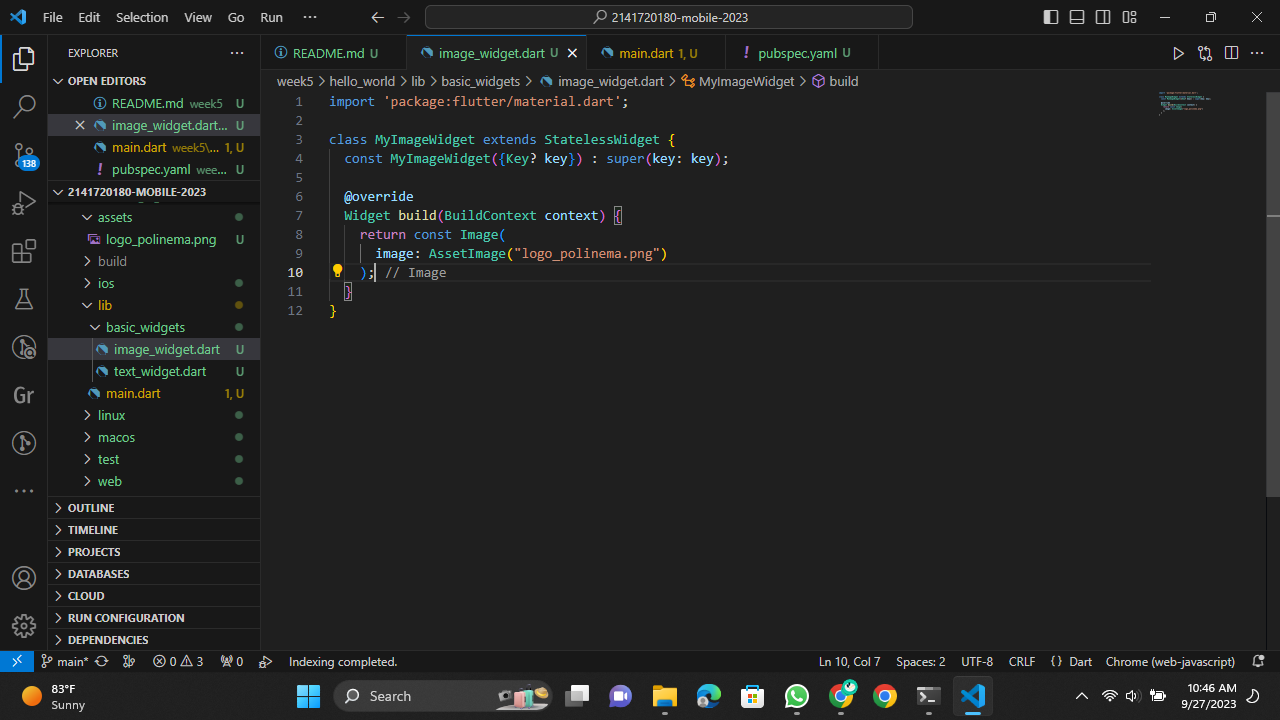 File Edit Selection View Go Run ··· 2141720180-mobile-2023
EXPLORER
OPEN EDITORS
README.md week5 U
image_widget.dart... U
main.dart week5\... 1, U
pubspec.yaml wee... U
2141720180-MOBILE-2023
assets
logo_polinema.png U
build
ios
lib
basic_widgets
image_widget.dart U
text_widget.dart U
main.dart 1, U
linux
macos
test
web
OUTLINE
TIMELINE
PROJECTS
DATABASES
CLOUD
RUN CONFIGURATION
DEPENDENCIES
138
Gr
README.md U image_widget.dart U main.dart 1, U pubspec.yaml U
week5 > hello_world > lib > basic_widgets > image_widget.dart > MyImageWidget > build
1 import 'package:flutter/material.dart';
2
3 class MyImageWidget extends StatelessWidget {
4 const MyImageWidget({Key? key}) : super(key: key);
5
6 @override
7 Widget build(BuildContext context) {
8 return const Image(
9 image: AssetImage("logo_polinema.png")
10 ); // Image
11 }
12 }
main* 0 3 0 Indexing completed. Ln 10, Col 7 Spaces: 2 UTF-8 CRLF {} Dart Chrome (web-javascript)
83°F
Sunny
Search
10:46 AM
9/27/2023